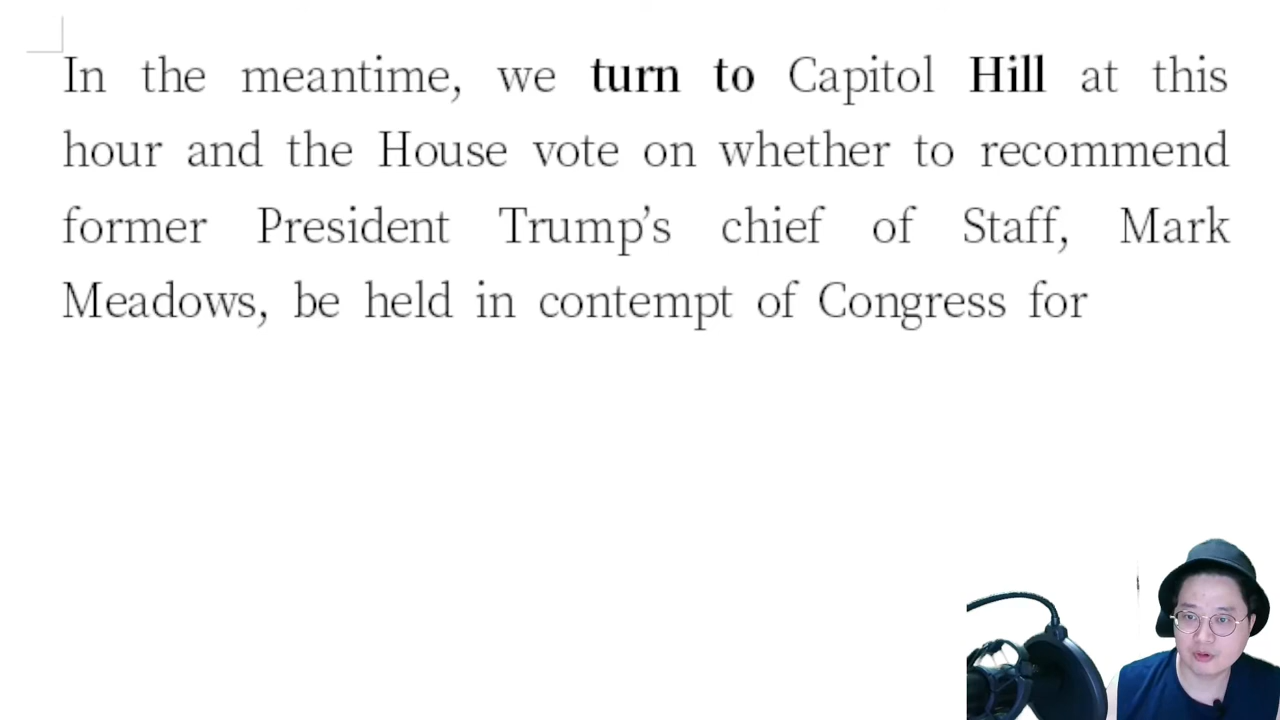 In the meantime, we turn to Capitol Hill at this
hour and the House vote on whether to recommend
former President Trump’s chief of Staff, Mark
Meadows, be held in contempt of Congress for